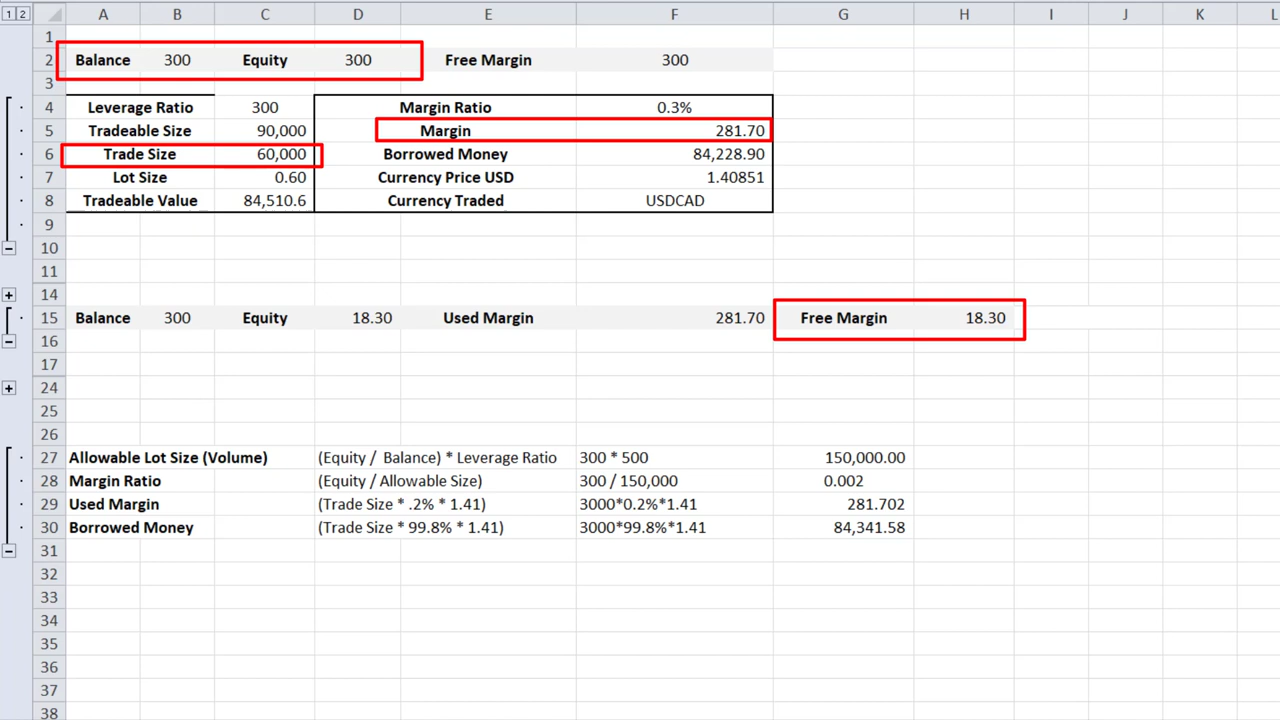 1 2 A B C D E F G H I J K L
1
2 Balance 300 Equity 300 Free Margin 300
3
4 Leverage Ratio 300 Margin Ratio 0.3%
5 Tradeable Size 90,000 Margin 281.70
6 Trade Size 60,000 Borrowed Money 84,228.90
7 Lot Size 0.60 Currency Price USD 1.40851
8 Tradeable Value 84,510.6 Currency Traded USDCAD
9
10
11
14
15 Balance 300 Equity 18.30 Used Margin 281.70 Free Margin 18.30
16
17
24
25
26
27 Allowable Lot Size (Volume) (Equity / Balance) * Leverage Ratio 300 * 500 150,000.00
28 Margin Ratio (Equity / Allowable Size) 300 / 150,000 0.002
29 Used Margin (Trade Size * .2% * 1.41) 3000*0.2%*1.41 281.702
30 Borrowed Money (Trade Size * 99.8% * 1.41) 3000*99.8%*1.41 84,341.58
31
32
33
34
35
36
37
38